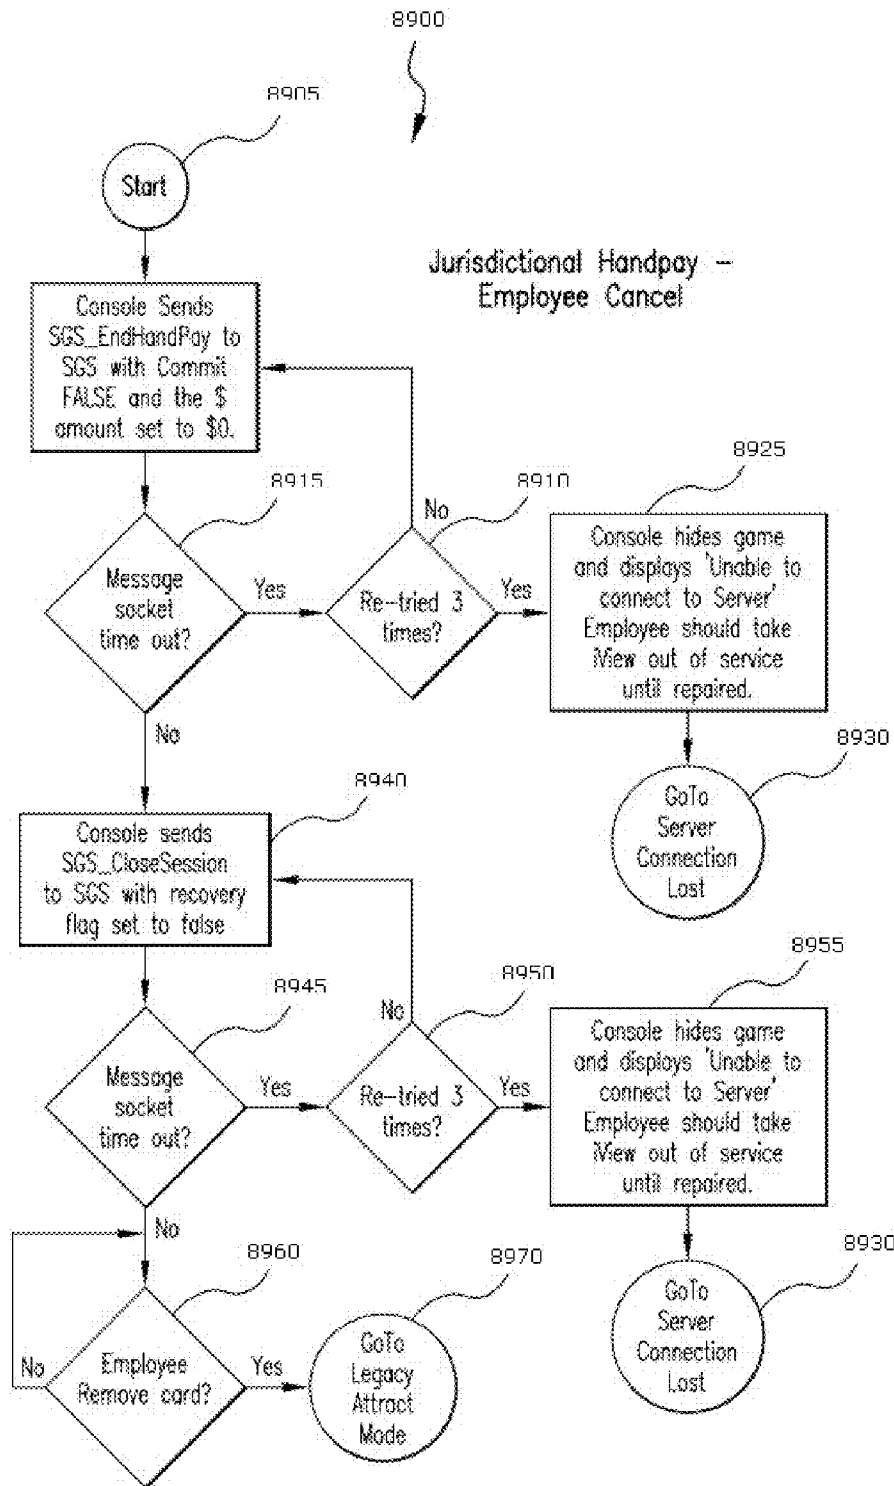 8900
8905
Start
Jurisdictional Handpay –
Employee Cancel
Console Sends
SGS_EndHandPay to
SGS with Commit
FALSE and the $
amount set to $0.
8915
Message
socket
time out?
Yes
No
8910
No
Re-tried 3
times?
Yes
8925
Console hides game
and displays 'Unable to
connect to Server'
Employee should take
iView out of service
until repaired.
8930
GoTo
Server
Connection
Lost
8940
Console sends
SGS_CloseSession
to SGS with recovery
flag set to false
8945
Message
socket
time out?
Yes
No
8950
No
Re-tried 3
times?
Yes
8955
Console hides game
and displays 'Unable to
connect to Server'
Employee should take
iView out of service
until repaired.
8930
GoTo
Server
Connection
Lost
8960
No
Employee
Remove card?
Yes
8970
GoTo
Legacy
Attract
Mode